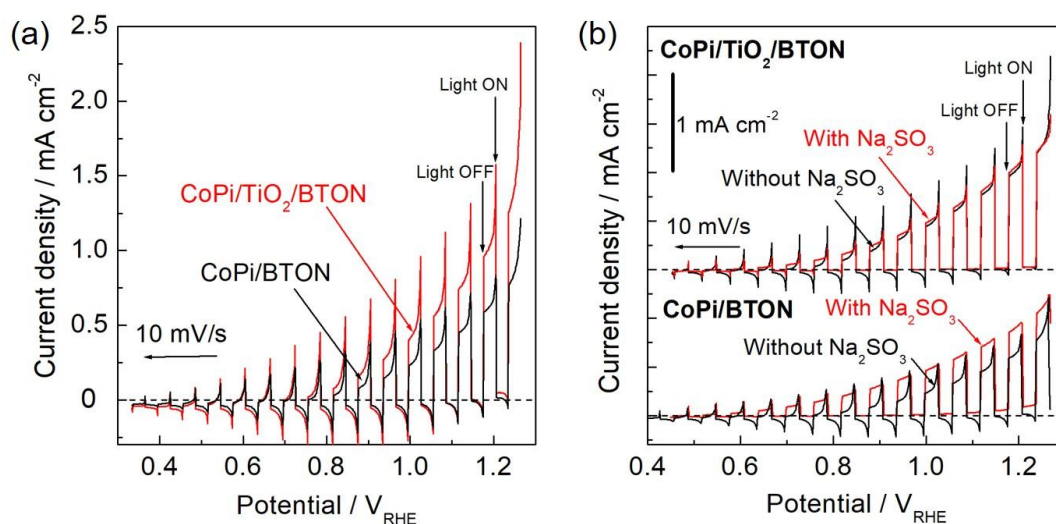 (a)
2.5
2.0
1.5
1.0
0.5
0
Current density / mA cm⁻²
Light ON
Light OFF
CoPi/TiO₂/BTON
CoPi/BTON
10 mV/s
0.4 0.6 0.8 1.0 1.2
Potential / V_RHE
(b)
CoPi/TiO₂/BTON
Light ON
Light OFF
1 mA cm⁻²
With Na₂SO₃
Without Na₂SO₃
10 mV/s
CoPi/BTON
With Na₂SO₃
Without Na₂SO₃
Current density / mA cm⁻²
0.4 0.6 0.8 1.0 1.2
Potential / V_RHE